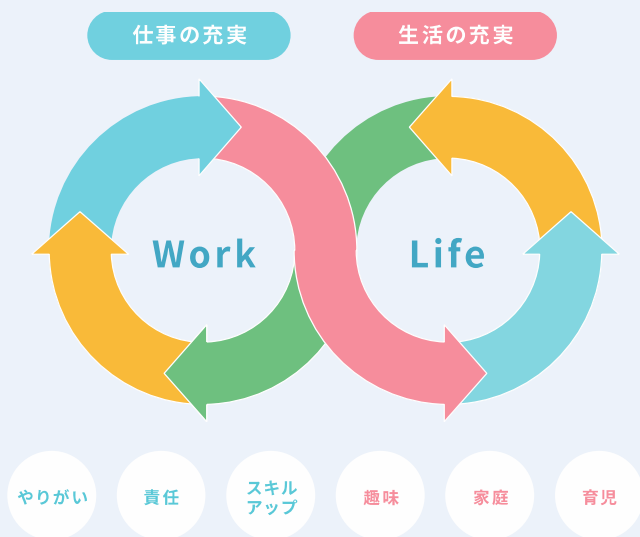 仕事の充実
生活の充実
Work
Life
やりがい
責任
スキル
アップ
趣味
家庭
育児